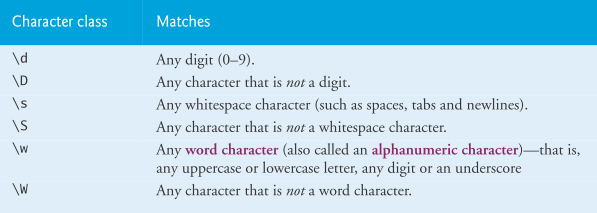 Character class Matches
\d Any digit (0–9).
\D Any character that is not a digit.
\s Any whitespace character (such as spaces, tabs and newlines).
\S Any character that is not a whitespace character.
\w Any word character (also called an alphanumeric character)—that is,
any uppercase or lowercase letter, any digit or an underscore
\W Any character that is not a word character.